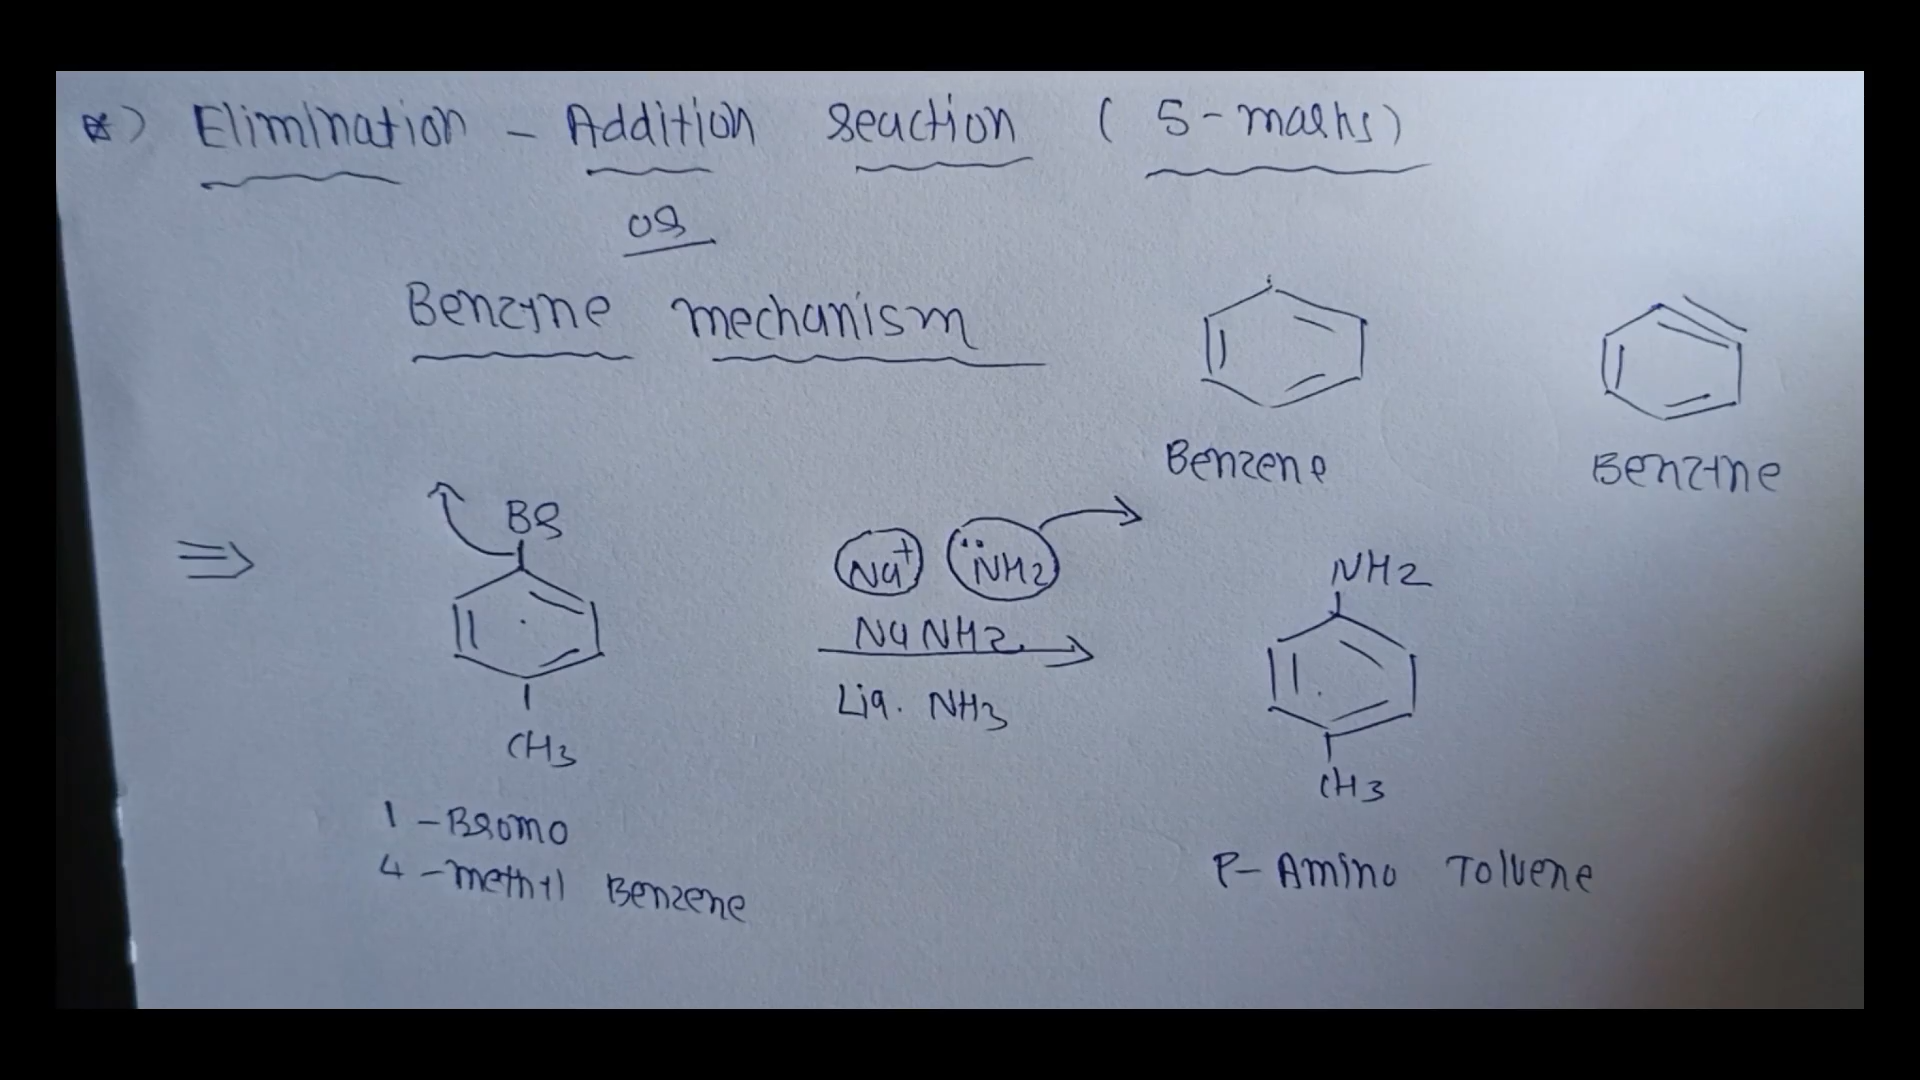 *) Elimination - Addition reaction ( 5-marks)
or
Benzyne mechanism
Benzene
Benzyne
Br
CH3
1 - Bromo
4 - methyl Benzene
Na+ :NH2
NaNH2
Liq. NH3
NH2
CH3
P- Amino Toluene